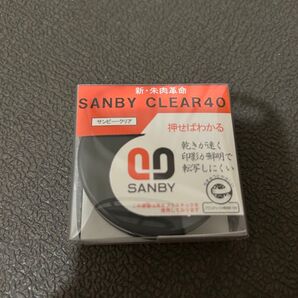 新・朱肉革命
SANBY CLEAR40
サンビー・クリア
押せばわかる
乾きが速く
印影が鮮明で
転写しにくい
SANBY